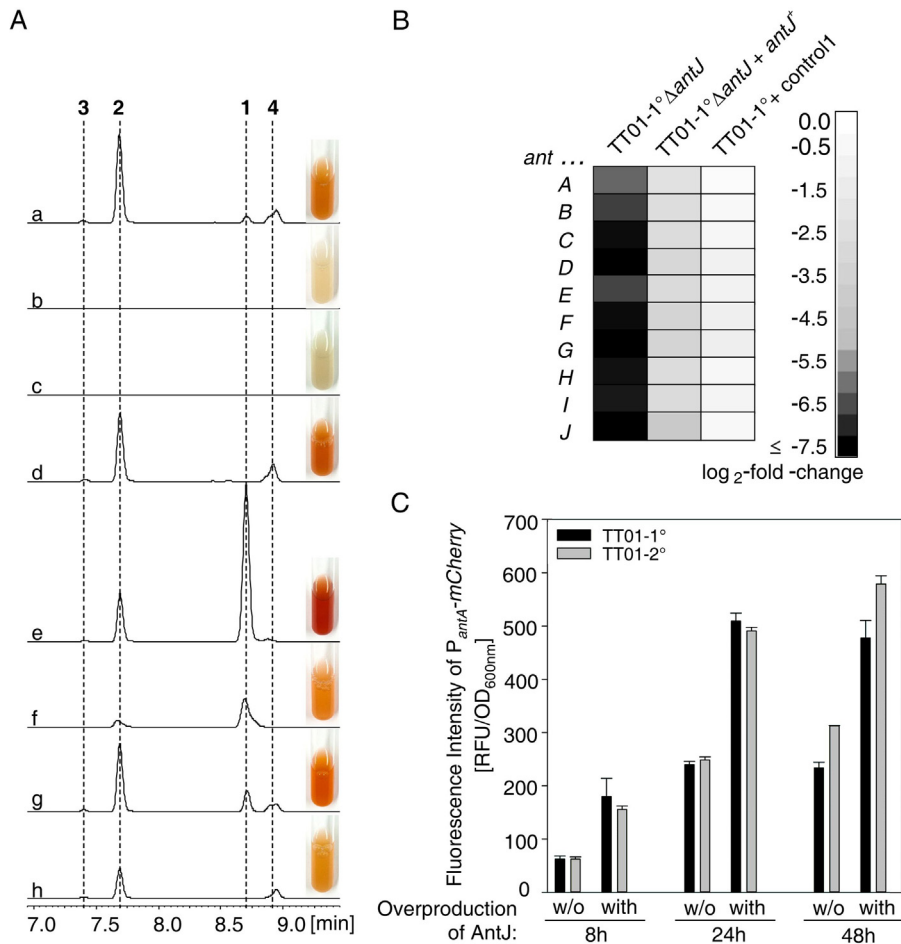 A
3 2 1 4
a
b
c
d
e
f
g
h
7.0 7.5 8.0 8.5 9.0 [min]
B
TT01-1° ΔantJ
TT01-1° ΔantJ + antJ⁺
TT01-1° + control1
ant ...
A
B
C
D
E
F
G
H
I
J
0.0
-0.5
-1.5
-2.5
-3.5
-4.5
-5.5
-6.5
≤ -7.5
log₂-fold -change
C
Fluorescence Intensity of P_antA-mCherry
[RFU/OD₆₀₀ₙₘ]
700
600
500
400
300
200
100
0
TT01-1°
TT01-2°
Overproduction of AntJ:
w/o with w/o with w/o with
8h 24h 48h